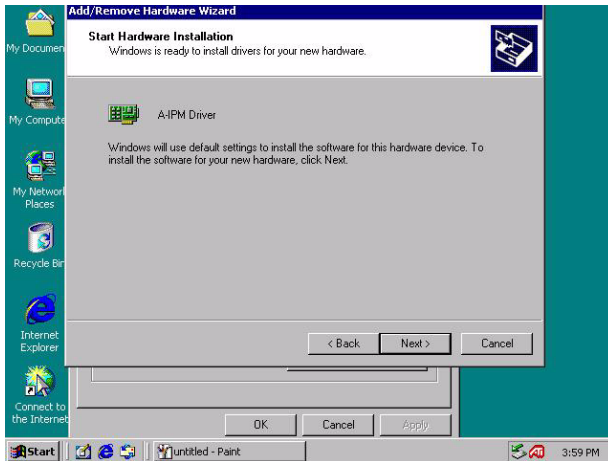 Add/Remove Hardware Wizard
Start Hardware Installation
Windows is ready to install drivers for your new hardware.
A-IPM Driver
Windows will use default settings to install the software for this hardware device. To
install the software for your new hardware, click Next.
< Back
Next >
Cancel
My Documen
My Compute
My Networl
Places
Recycle Bin
Internet
Explorer
Connect to
the Internet
OK
Cancel
Apply
Start
untitled - Paint
3:59 PM